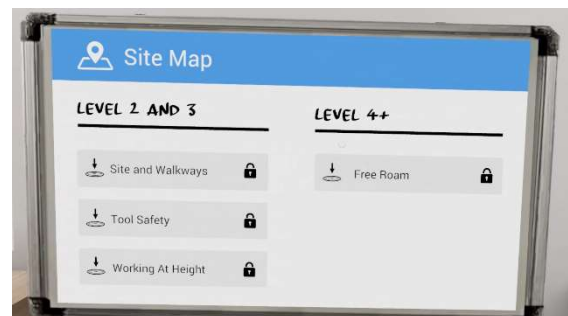 Site Map
LEVEL 2 AND 3
Site and Walkways
Tool Safety
Working At Height
LEVEL 4+
Free Roam